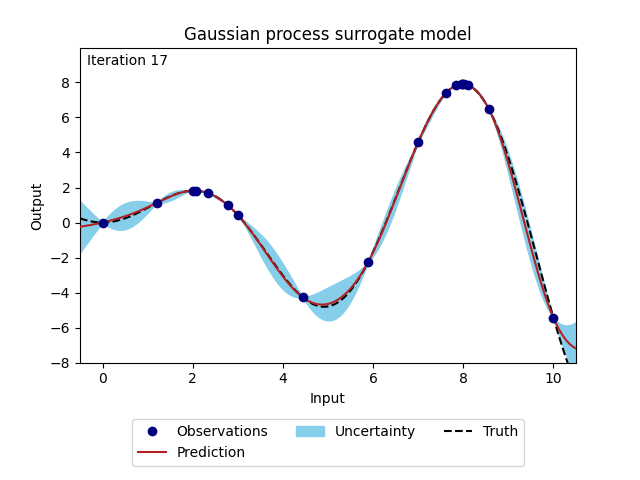 Gaussian process surrogate model
Iteration 17
8
6
4
2
0
−2
−4
−6
−8
Output
0 2 4 6 8 10
Input
Observations Uncertainty Truth
Prediction